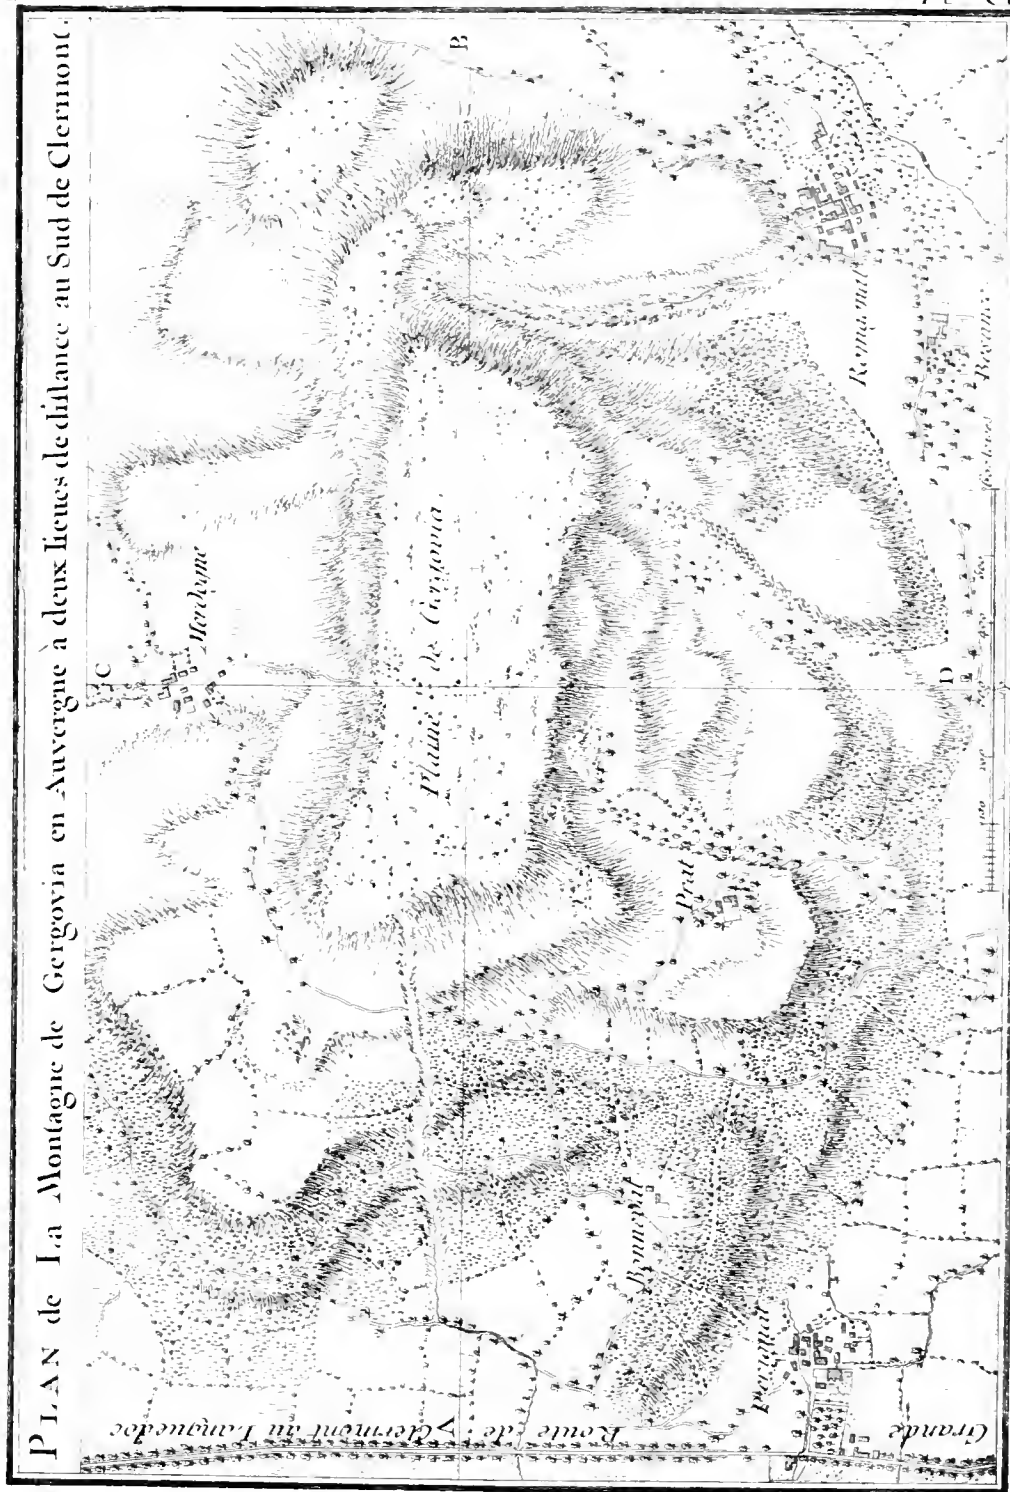 PLAN de La Montagne de Gergovia en Auvergne à deux lieues de distance au Sud de Clermont.
B
C
Merdogne
Plaine de Gergovia
Romagnat
D
Prat
Bonneval
Perignat
Grande Route de Clermont au Languedoc